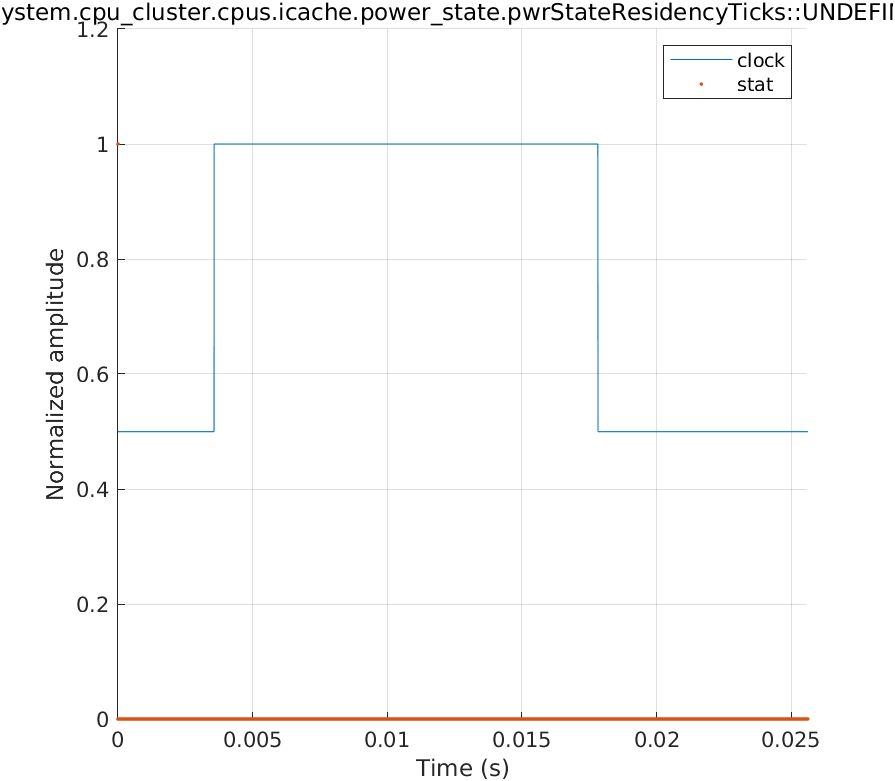 ystem.cpu_cluster.cpus.icache.power_state.pwrStateResidencyTicks::UNDEFI
1.2
clock
stat
1
0.8
0.6
0.4
0.2
0
Normalized amplitude
0
0.005
0.01
0.015
0.02
0.025
Time (s)